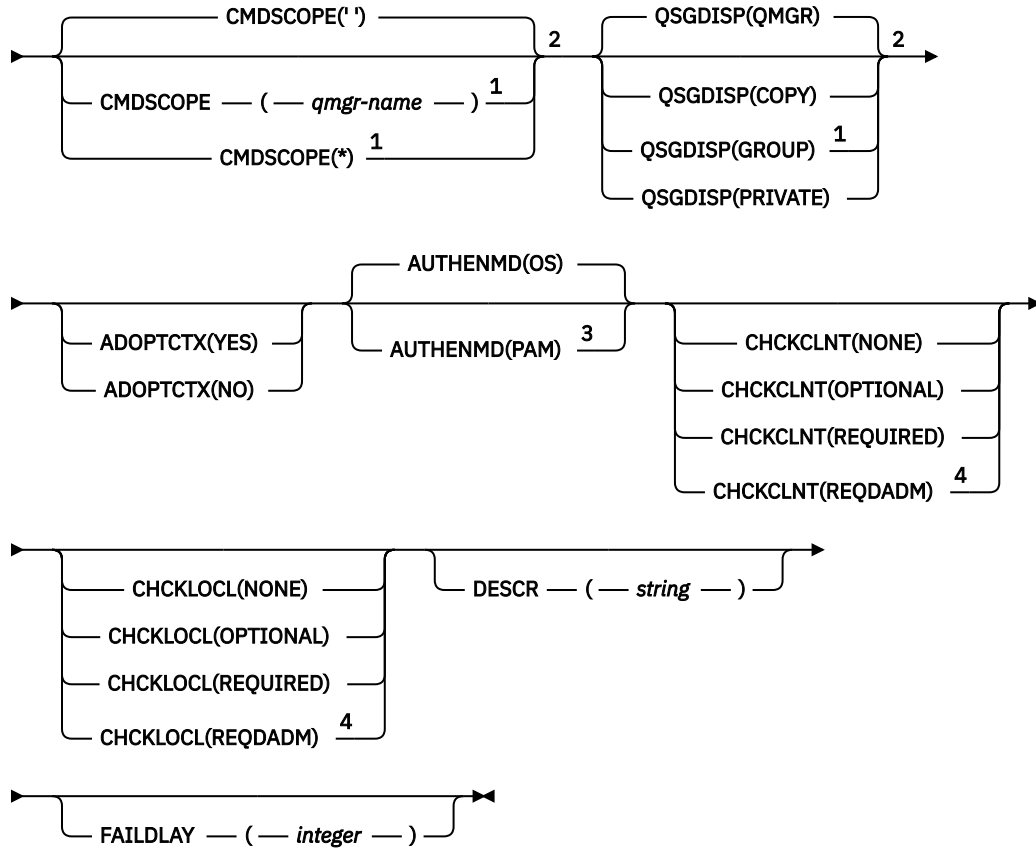 CMDSCOPE(' ') QSGDISP(QMGR)
2 2
CMDSCOPE ( qmgr-name ) 1 QSGDISP(COPY)
CMDSCOPE(*) 1 QSGDISP(GROUP) 1
QSGDISP(PRIVATE)
AUTHENMD(OS)
ADOPTCTX(YES) AUTHENMD(PAM) 3 CHCKCLNT(NONE)
ADOPTCTX(NO) CHCKCLNT(OPTIONAL)
CHCKCLNT(REQUIRED)
CHCKCLNT(REQDADM) 4
CHCKLOCL(NONE) DESCR ( string )
CHCKLOCL(OPTIONAL)
CHCKLOCL(REQUIRED)
CHCKLOCL(REQDADM) 4
FAILDLAY ( integer )